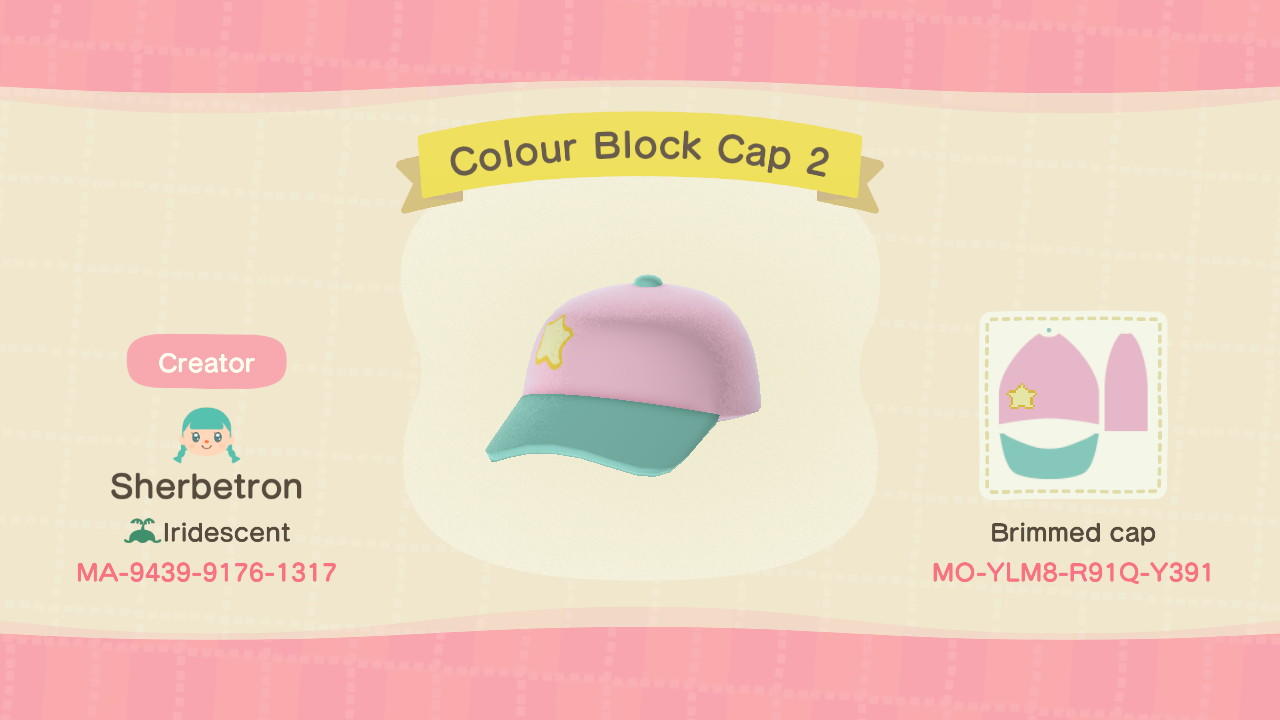 Colour Block Cap 2
Creator
Sherbetron
Iridescent
MA-9439-9176-1317
Brimmed cap
MO-YLM8-R91Q-Y391